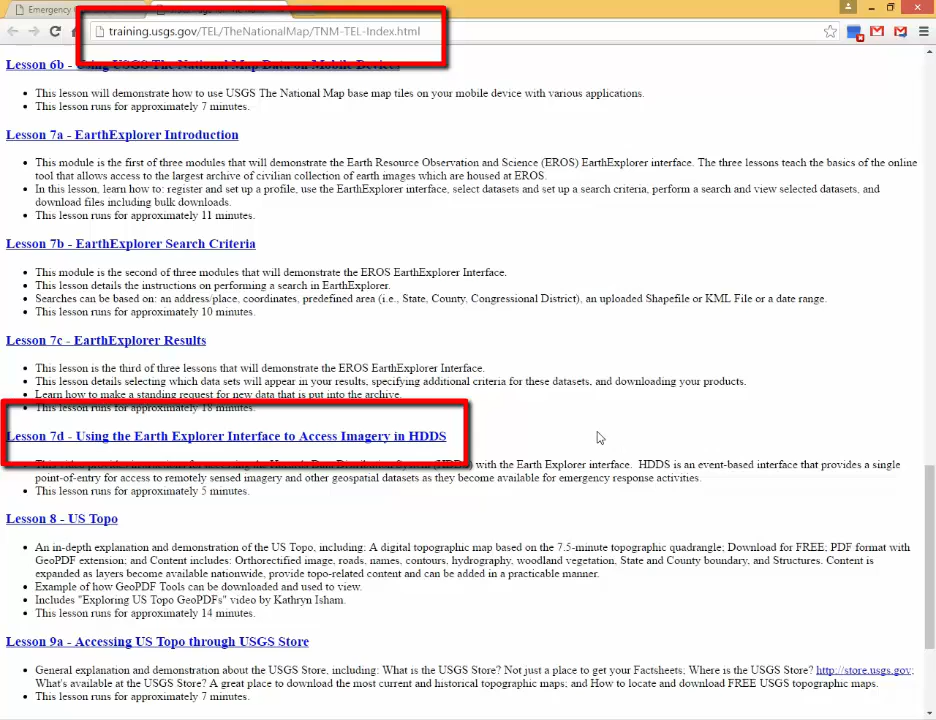 Emergency
training.usgs.gov/TEL/TheNationalMap/TNM-TEL-Index.html
Lesson 6b - Using USGS The National Map Data on Mobile Devices
This lesson will demonstrate how to use USGS The National Map base map tiles on your mobile device with various applications.
This lesson runs for approximately 7 minutes.
Lesson 7a - EarthExplorer Introduction
This module is the first of three modules that will demonstrate the Earth Resource Observation and Science (EROS) EarthExplorer interface. The three lessons teach the basics of the online
tool that allows access to the largest archive of civilian collection of earth images which are housed at EROS.
In this lesson, learn how to: register and set up a profile, use the EarthExplorer interface, select datasets and set up a search criteria, perform a search and view selected datasets, and
download files including bulk downloads.
This lesson runs for approximately 11 minutes.
Lesson 7b - EarthExplorer Search Criteria
This module is the second of three modules that will demonstrate the EROS EarthExplorer Interface.
This lesson details the instructions on performing a search in EarthExplorer.
Searches can be based on: an address/place, coordinates, predefined area (i.e., State, County, Congressional District), an uploaded Shapefile or KML File or a date range.
This lesson runs for approximately 10 minutes.
Lesson 7c - EarthExplorer Results
This lesson is the third of three lessons that will demonstrate the EROS EarthExplorer Interface.
This lesson details selecting which data sets will appear in your results, specifying additional criteria for these datasets, and downloading your products.
Learn how to make a standing request for new data that is put into the archive.
This lesson runs for approximately 18 minutes.
Lesson 7d - Using the Earth Explorer Interface to Access Imagery in HDDS
with the Earth Explorer interface. HDDS is an event-based interface that provides a single
point-of-entry for access to remotely sensed imagery and other geospatial datasets as they become available for emergency response activities.
This lesson runs for approximately 5 minutes.
Lesson 8 - US Topo
An in-depth explanation and demonstration of the US Topo, including: A digital topographic map based on the 7.5-minute topographic quadrangle; Download for FREE; PDF format with
GeoPDF extension; and Content includes: Orthorectified image, roads, names, contours, hydrography, woodland vegetation, State and County boundary, and Structures. Content is
expanded as layers become available nationwide, provide topo-related content and can be added in a practicable manner.
Example of how GeoPDF Tools can be downloaded and used to view.
Includes "Exploring US Topo GeoPDFs" video by Kathryn Isham.
This lesson runs for approximately 14 minutes.
Lesson 9a - Accessing US Topo through USGS Store
General explanation and demonstration about the USGS Store, including: What is the USGS Store? Not just a place to get your Factsheets; Where is the USGS Store? http://store.usgs.gov;
What's available at the USGS Store? A great place to download the most current and historical topographic maps; and How to locate and download FREE USGS topographic maps.
This lesson runs for approximately 7 minutes.